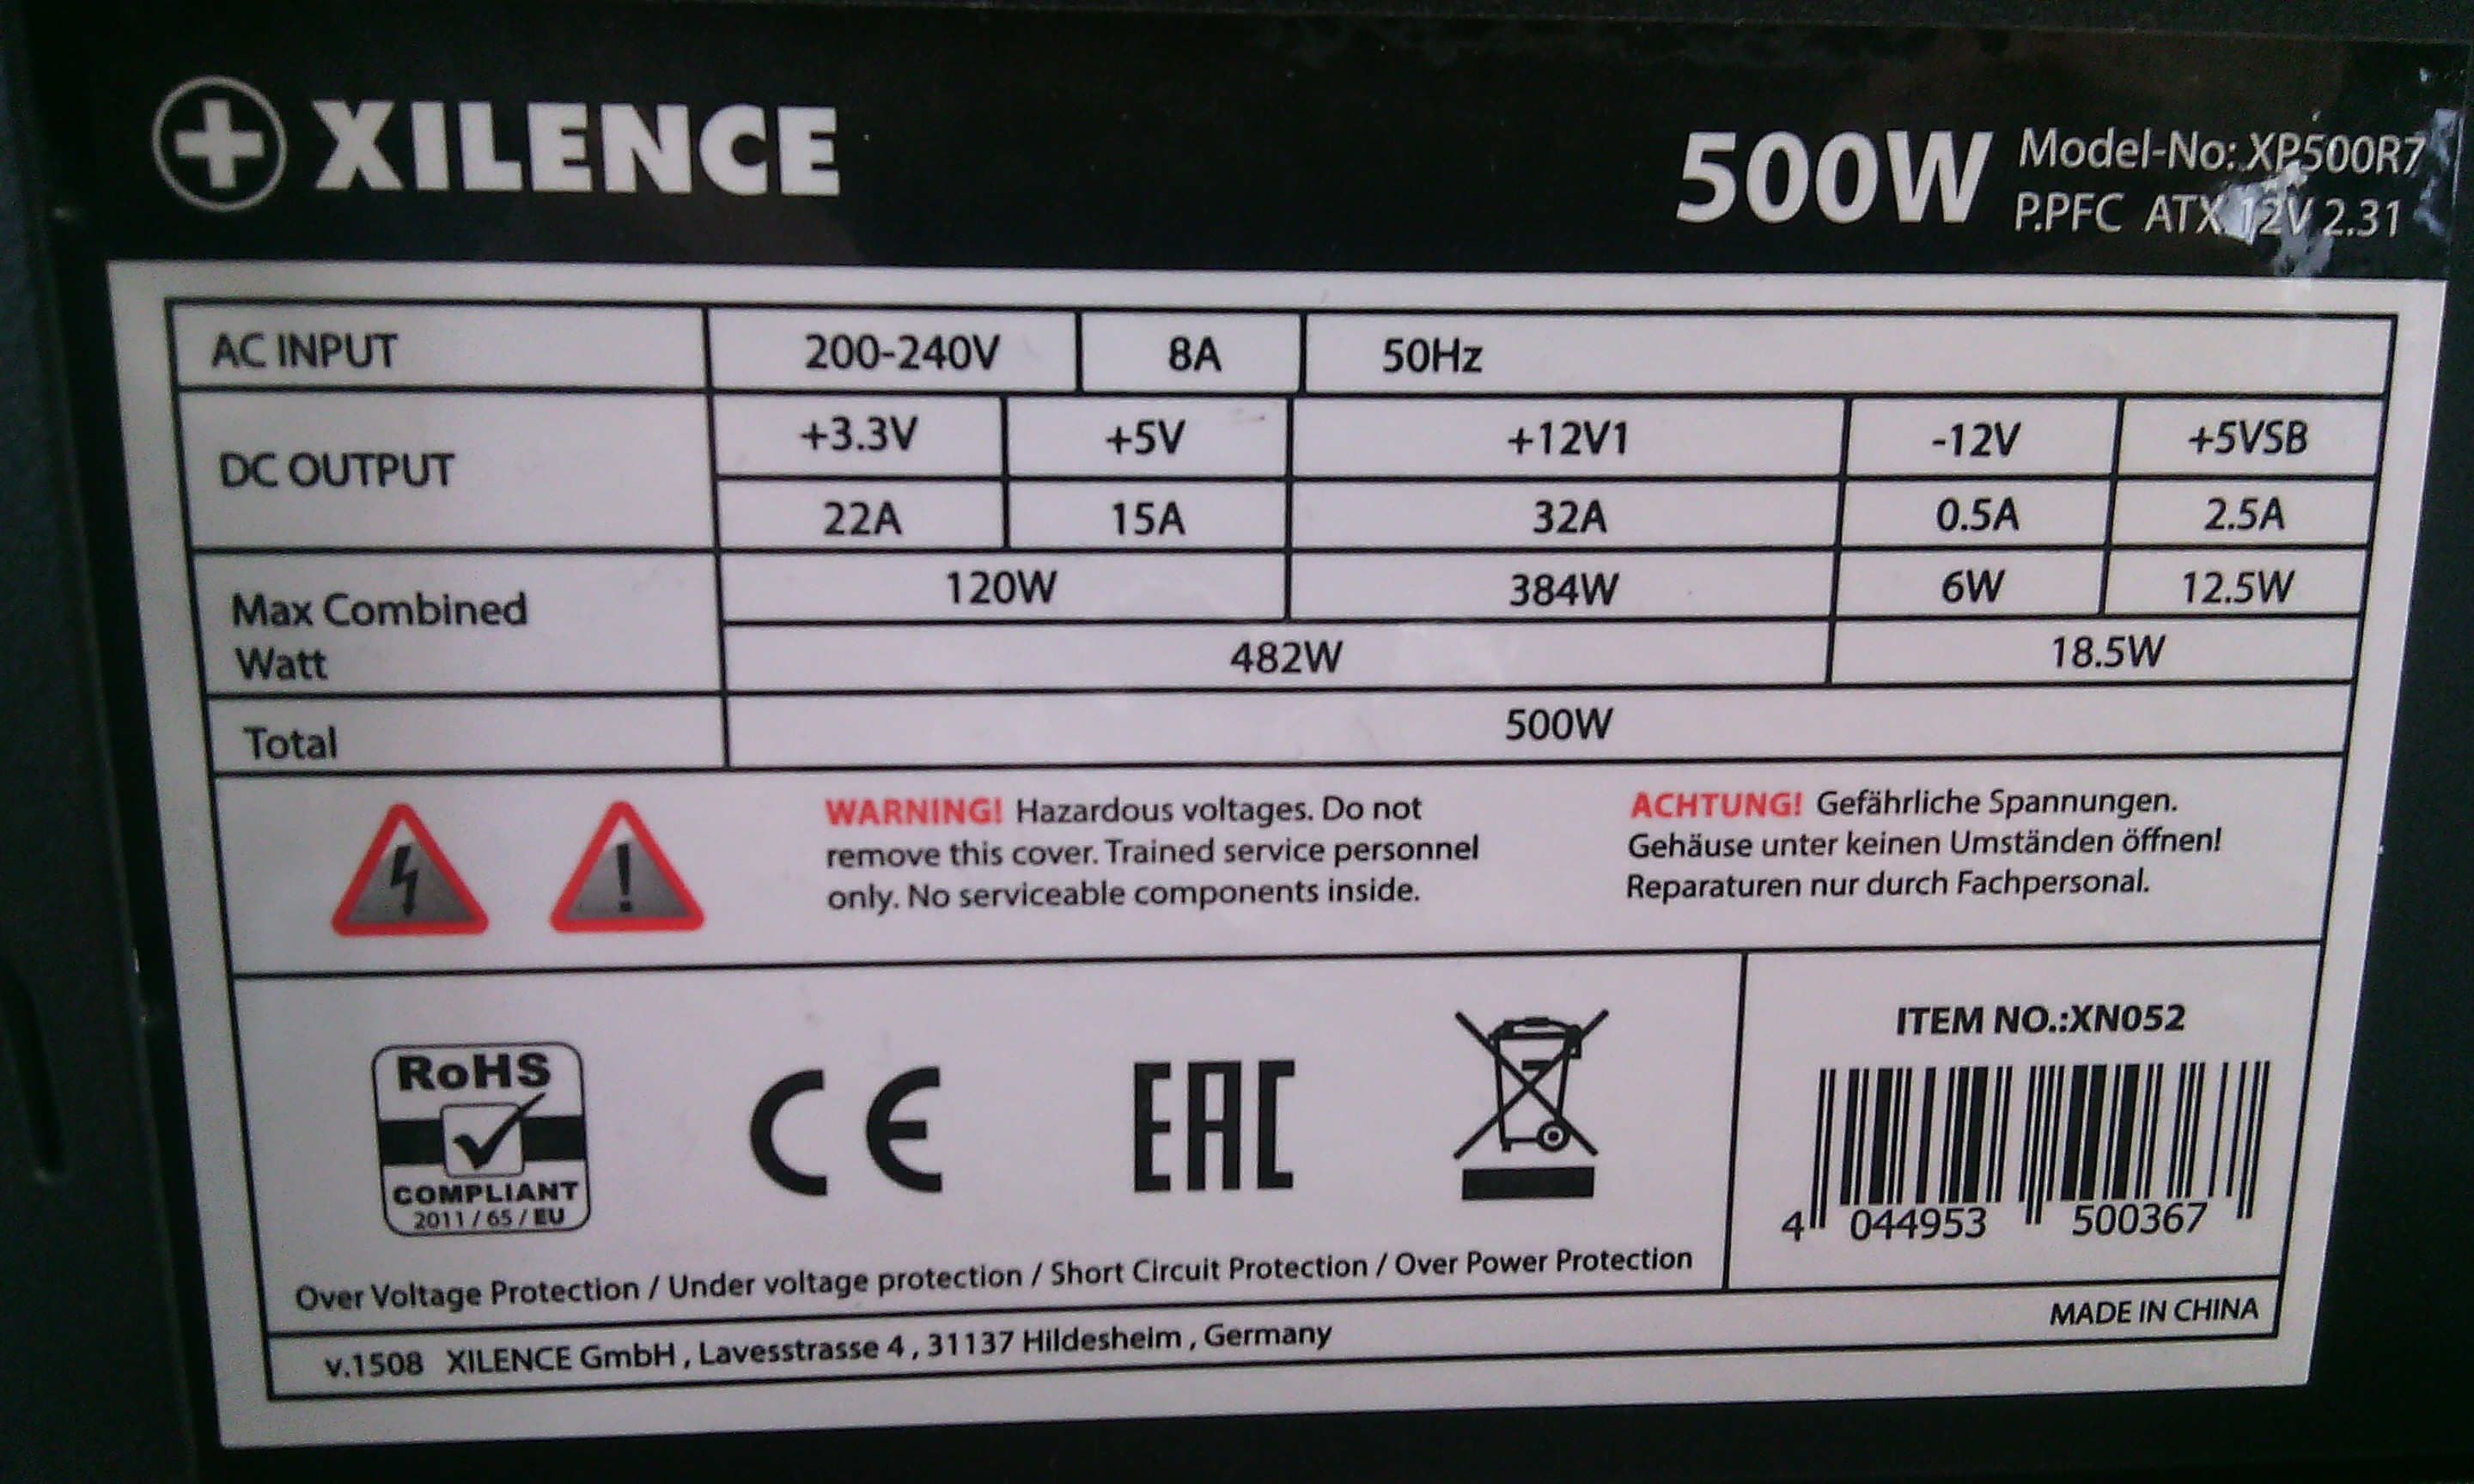 XILENCE
500W Model-No: XP500R7
P.PFC ATX 12V 2.31
AC INPUT 200-240V 8A 50Hz
DC OUTPUT +3.3V +5V +12V1 -12V +5VSB
22A 15A 32A 0.5A 2.5A
Max Combined Watt 120W 384W 6W 12.5W
482W 18.5W
Total 500W
WARNING! Hazardous voltages. Do not
remove this cover. Trained service personnel
only. No serviceable components inside.
ACHTUNG! Gefährliche Spannungen.
Gehäuse unter keinen Umständen öffnen!
Reparaturen nur durch Fachpersonal.
RoHS
COMPLIANT
2011/65/EU
CE
EAC
ITEM NO.:XN052
4 044953 500367
Over Voltage Protection / Under voltage protection / Short Circuit Protection / Over Power Protection
MADE IN CHINA
v.1508 XILENCE GmbH , Lavesstrasse 4 , 31137 Hildesheim , Germany